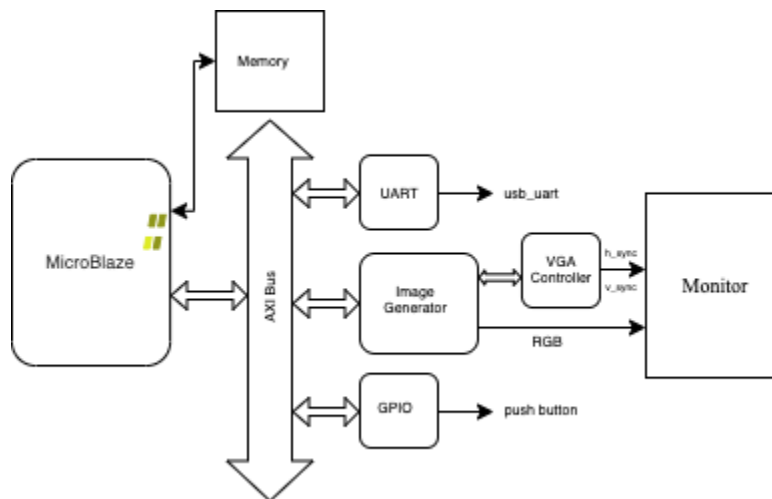 Memory
MicroBlaze
AXI Bus
UART
usb_uart
Image
Generator
VGA
Controller
h_sync
v_sync
RGB
Monitor
GPIO
push button